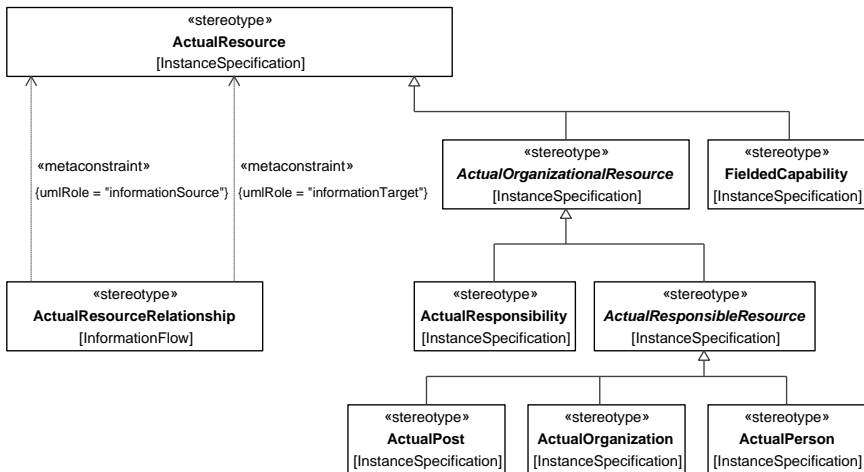 «stereotype»
ActualResource
[InstanceSpecification]
«metaconstraint»
{umlRole = "informationSource"}
«metaconstraint»
{umlRole = "informationTarget"}
«stereotype»
ActualOrganizationalResource
[InstanceSpecification]
«stereotype»
FieldedCapability
[InstanceSpecification]
«stereotype»
ActualResourceRelationship
[InformationFlow]
«stereotype»
ActualResponsibility
[InstanceSpecification]
«stereotype»
ActualResponsibleResource
[InstanceSpecification]
«stereotype»
ActualPost
[InstanceSpecification]
«stereotype»
ActualOrganization
[InstanceSpecification]
«stereotype»
ActualPerson
[InstanceSpecification]